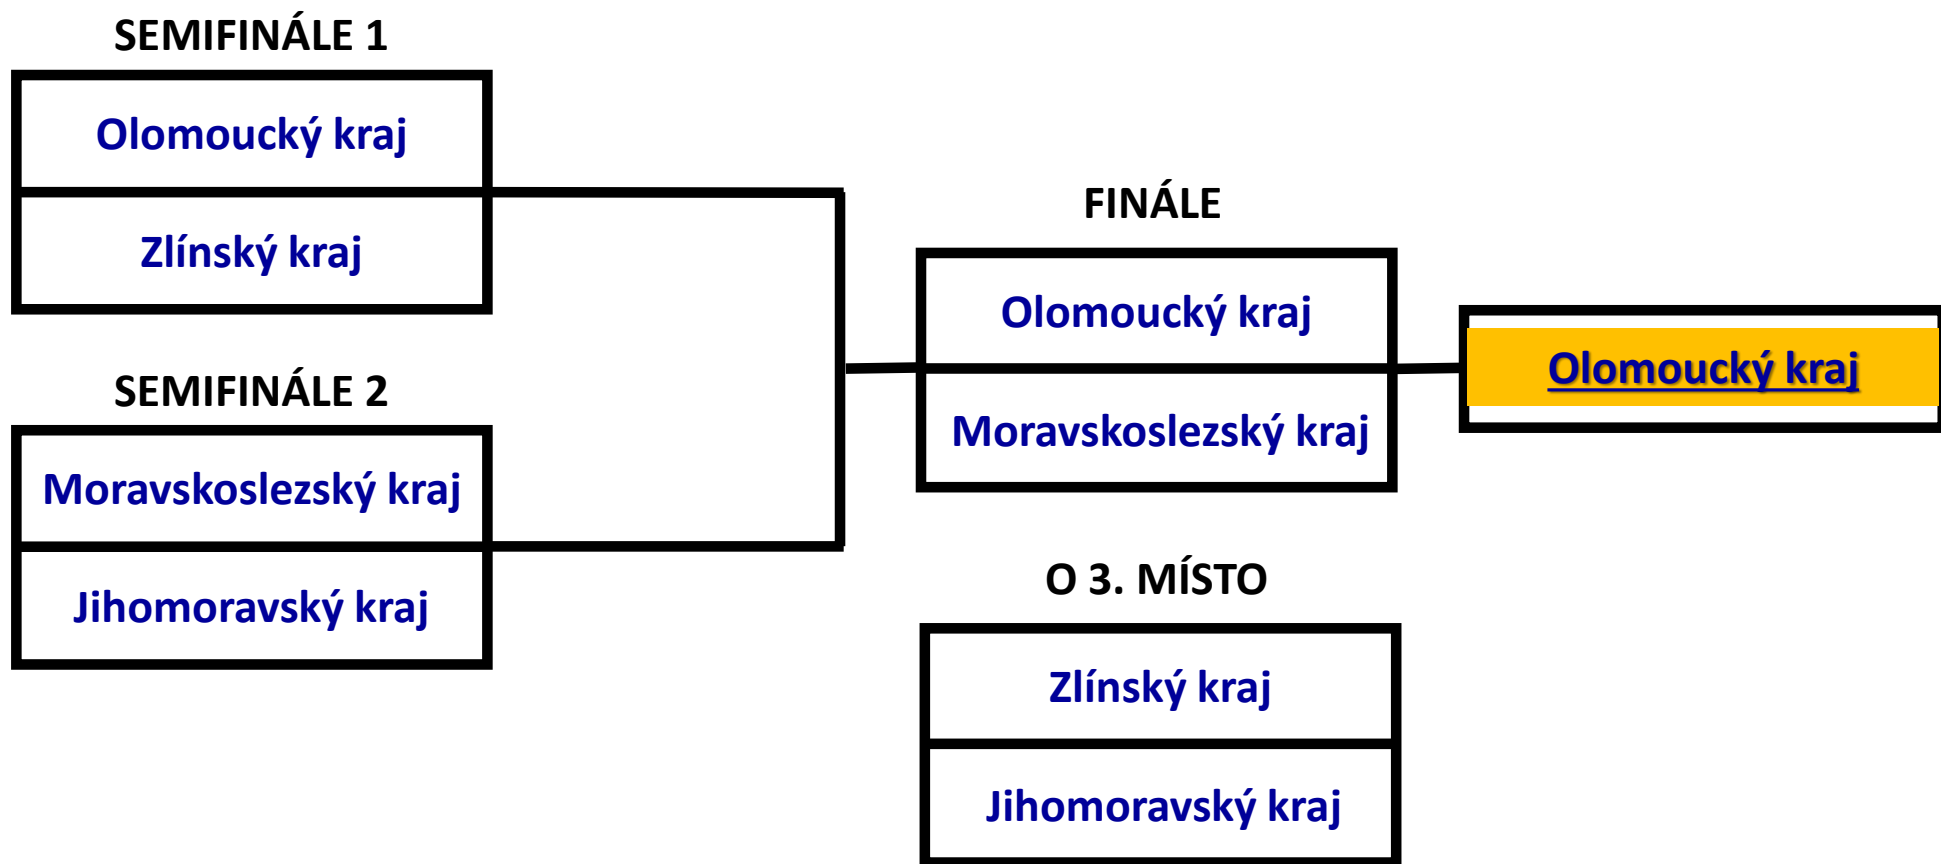 SEMIFINÁLE 1
Olomoucký kraj
Zlínský kraj
SEMIFINÁLE 2
Moravskoslezský kraj
Jihomoravský kraj
FINÁLE
Olomoucký kraj
Moravskoslezský kraj
Olomoucký kraj
O 3. MÍSTO
Zlínský kraj
Jihomoravský kraj